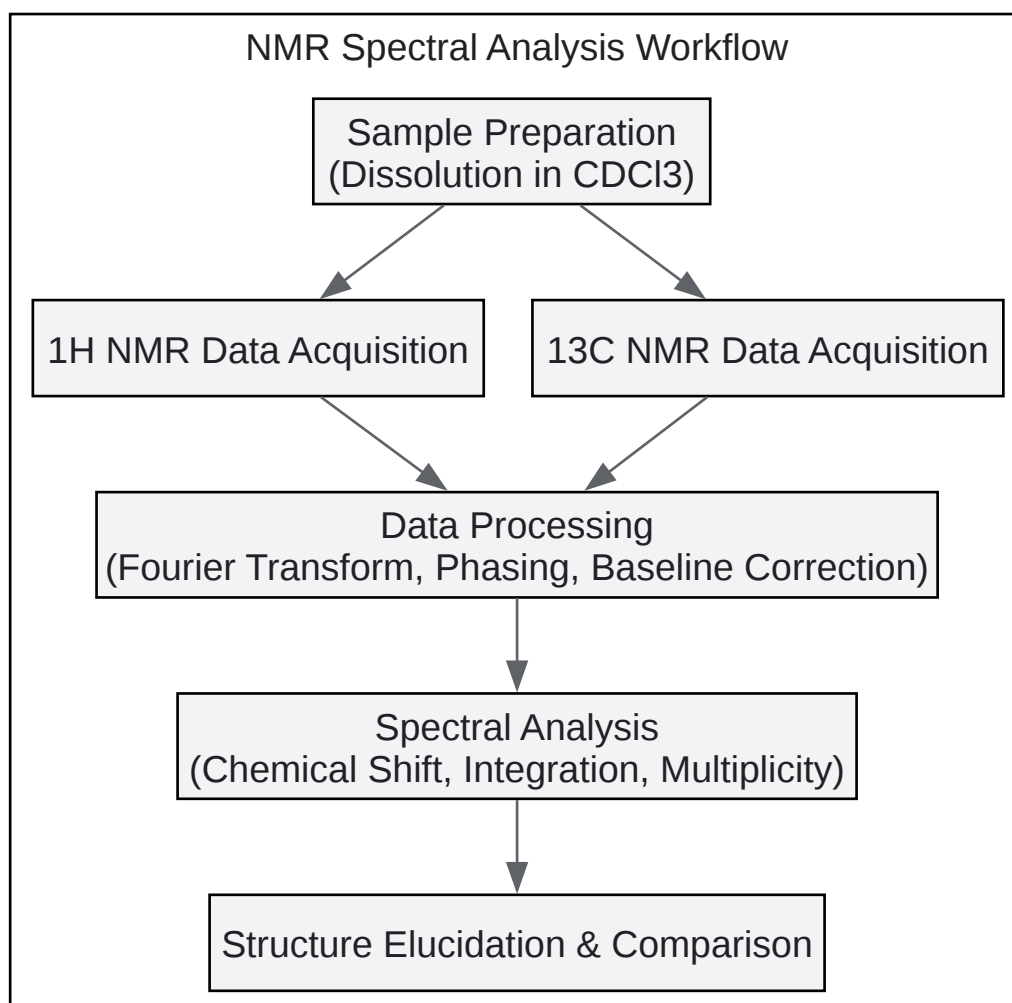 NMR Spectral Analysis Workflow
Sample Preparation
(Dissolution in CDCl3)
1H NMR Data Acquisition
13C NMR Data Acquisition
Data Processing
(Fourier Transform, Phasing, Baseline Correction)
Spectral Analysis
(Chemical Shift, Integration, Multiplicity)
Structure Elucidation & Comparison